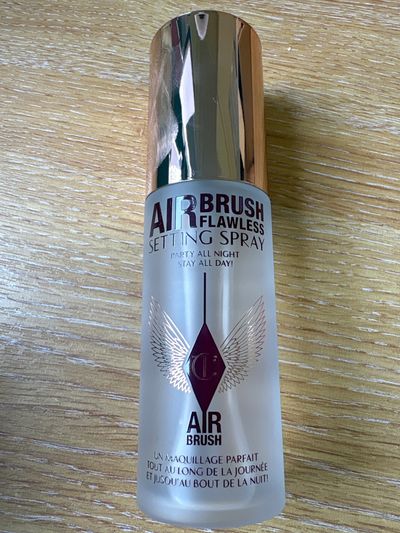 AIRBRUSH
FLAWLESS
SETTING SPRAY
PARTY ALL NIGHT
STAY ALL DAY!
CT
AIR
BRUSH
UN MAQUILLAGE PARFAIT
TOUT AU LONG DE LA JOURNÉE
ET JUSQU'AU BOUT DE LA NUIT!